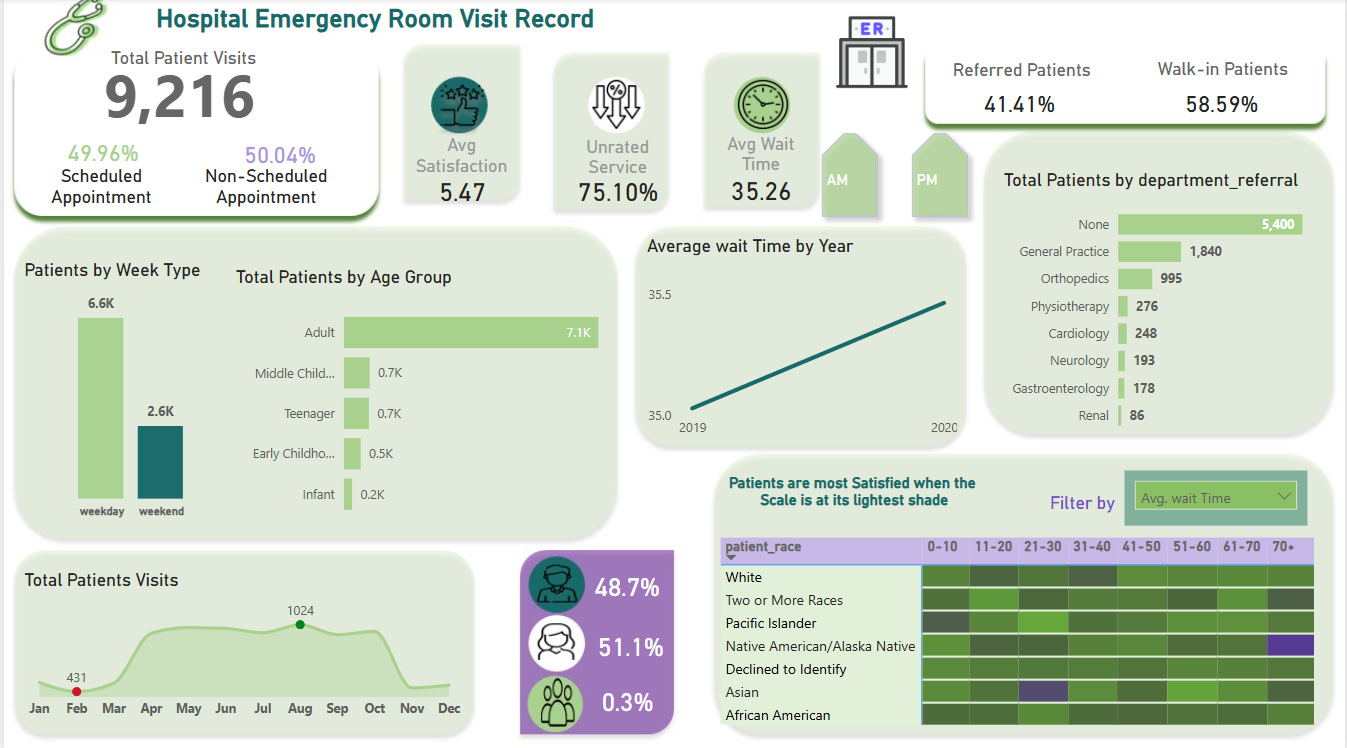 Hospital Emergency Room Visit Record
Total Patient Visits
9,216
49.96%
Scheduled
Appointment
50.04%
Non-Scheduled
Appointment
Avg
Satisfaction
5.47
%
Unrated
Service
75.10%
Avg Wait
Time
35.26
ER
AM
PM
Referred Patients
41.41%
Walk-in Patients
58.59%
Patients by Week Type
6.6K
2.6K
weekday
weekend
Total Patients by Age Group
Adult
7.1K
Middle Child...
0.7K
Teenager
0.7K
Early Childho...
0.5K
Infant
0.2K
Average wait Time by Year
35.5
35.0
2019
2020
Total Patients by department_referral
None
5,400
General Practice
1,840
Orthopedics
995
Physiotherapy
276
Cardiology
248
Neurology
193
Gastroenterology
178
Renal
86
Total Patients Visits
1024
431
Jan Feb Mar Apr May Jun Jul Aug Sep Oct Nov Dec
48.7%
51.1%
0.3%
Patients are most Satisfied when the
Scale is at its lightest shade
Filter by
Avg. wait Time
patient_race 0-10 11-20 21-30 31-40 41-50 51-60 61-70 70+
White
Two or More Races
Pacific Islander
Native American/Alaska Native
Declined to Identify
Asian
African American